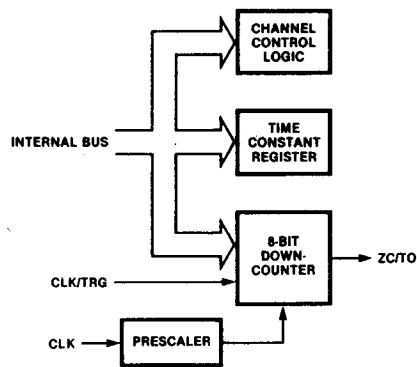 CHANNEL
CONTROL
LOGIC
INTERNAL BUS
TIME
CONSTANT
REGISTER
8-BIT
DOWN-
COUNTER
ZC/TO
CLK/TRG
CLK
PRESCALER